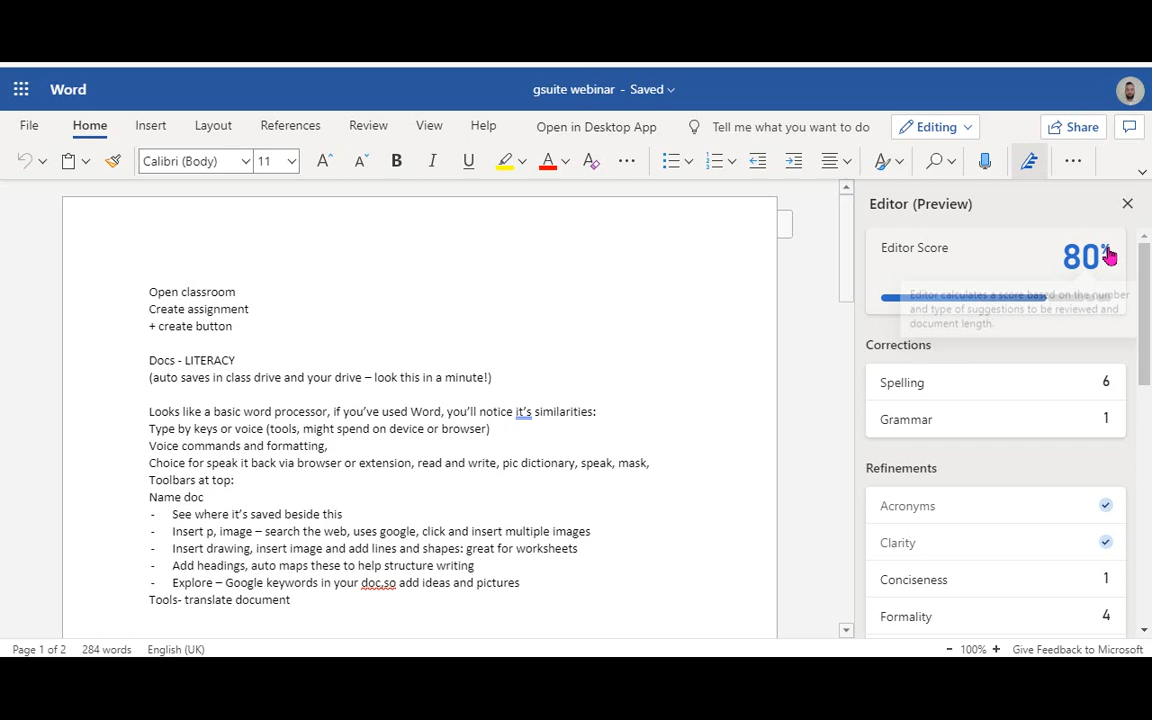 Word
gsuite webinar - Saved
File Home Insert Layout References Review View Help Open in Desktop App Tell me what you want to do Editing Share
Calibri (Body) 11 A A B I U A A
Editor (Preview)
Editor Score 80%
Editor calculates a score based on the number
and type of suggestions to be reviewed and
document length.
Corrections
Spelling 6
Grammar 1
Refinements
Acronyms
Clarity
Conciseness 1
Formality 4
Open classroom
Create assignment
+ create button
Docs - LITERACY
(auto saves in class drive and your drive – look this in a minute!)
Looks like a basic word processor, if you've used Word, you'll notice it's similarities:
Type by keys or voice (tools, might spend on device or browser)
Voice commands and formatting,
Choice for speak it back via browser or extension, read and write, pic dictionary, speak, mask,
Toolbars at top:
Name doc
- See where it's saved beside this
- Insert p, image – search the web, uses google, click and insert multiple images
- Insert drawing, insert image and add lines and shapes: great for worksheets
- Add headings, auto maps these to help structure writing
- Explore – Google keywords in your doc,so add ideas and pictures
Tools- translate document
Page 1 of 2 284 words English (UK) - 100% + Give Feedback to Microsoft